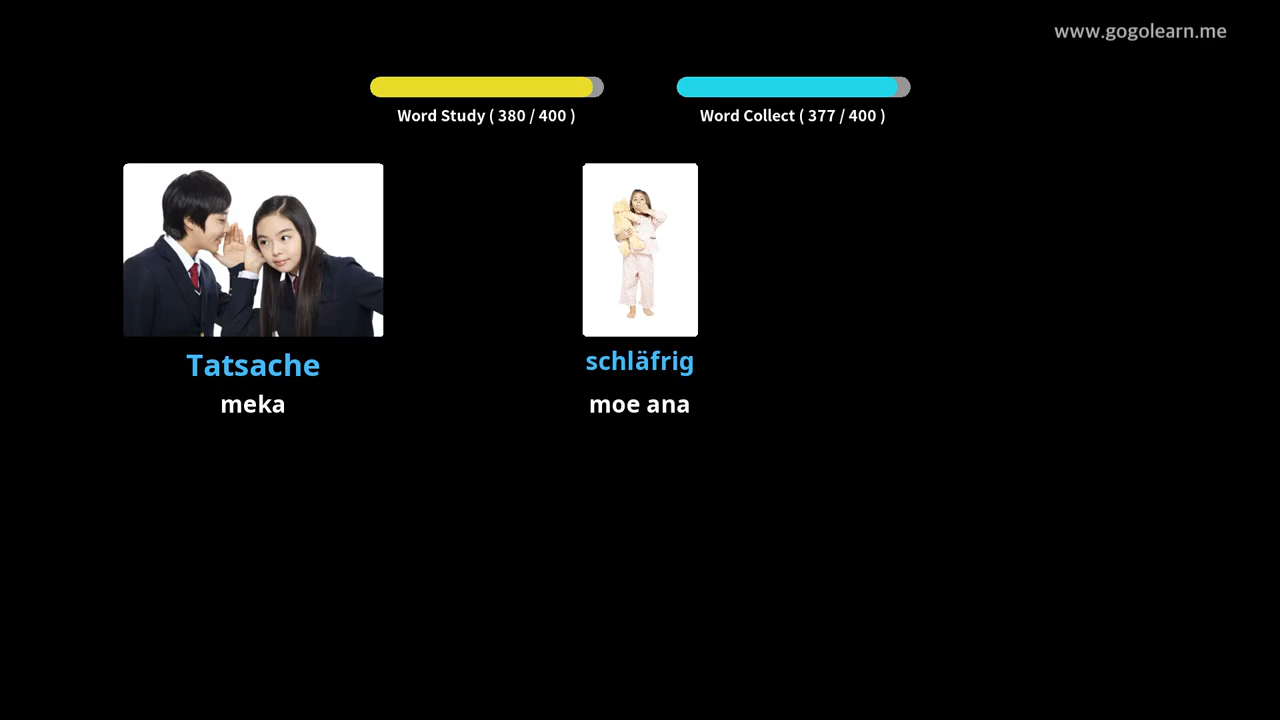 www.gogolearn.me
Word Study ( 380 / 400 )
Word Collect ( 377 / 400 )
Tatsache
meka
schläfrig
moe ana